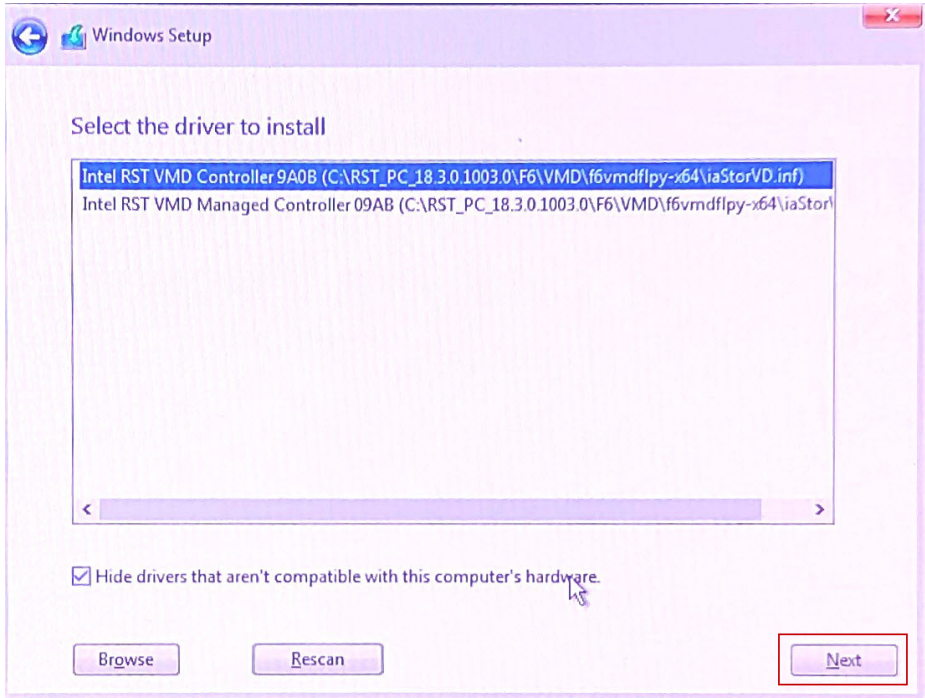 Windows Setup
Select the driver to install
Intel RST VMD Controller 9A0B (C:\RST_PC_18.3.0.1003.0\F6\VMD\f6vmdflpy-x64\iaStorVD.inf)
Intel RST VMD Managed Controller 09AB (C:\RST_PC_18.3.0.1003.0\F6\VMD\f6vmdflpy-x64\iaStor
Hide drivers that aren't compatible with this computer's hardware.
Browse
Rescan
Next